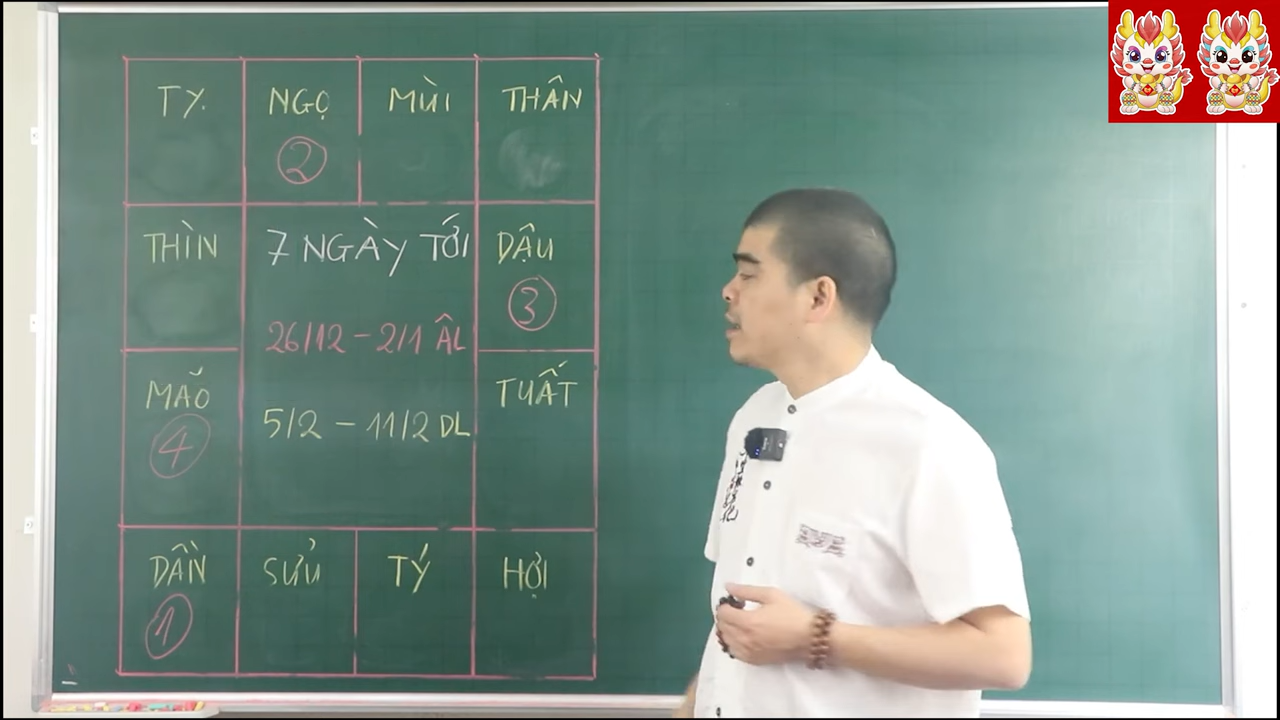 TỴ.
NGỌ
2
MÙI
THÂN
THÌN
7 NGÀY TỚI
DẬU
3
26/12 - 2/1 ÂL
MÃO
4
5/2 - 11/2 DL
TUẤT
DẦN
1
SỬU
TÝ
HỢI